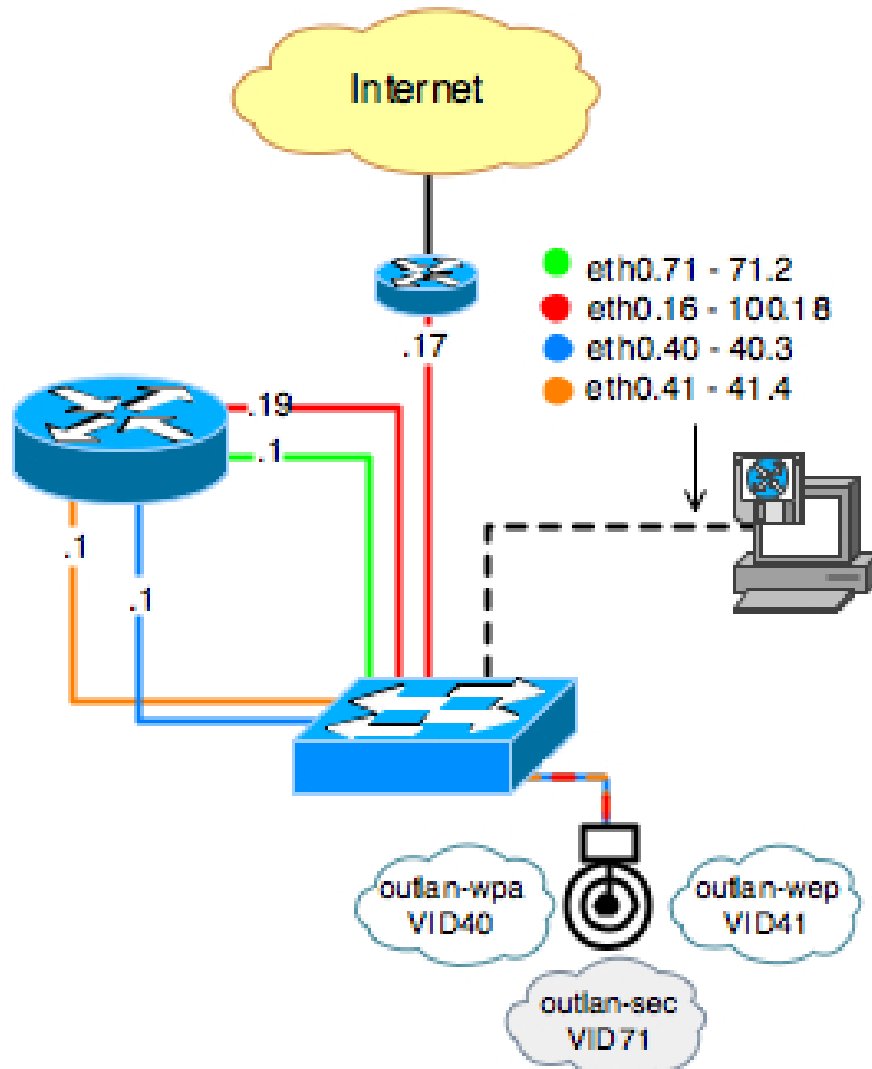 Internet
eth0.71 - 71.2
eth0.16 - 100.18
eth0.40 - 40.3
eth0.41 - 41.4
.17
.19
.1
.1
.1
outlan-wpa
VID40
outlan-wep
VID41
outlan-sec
VID71